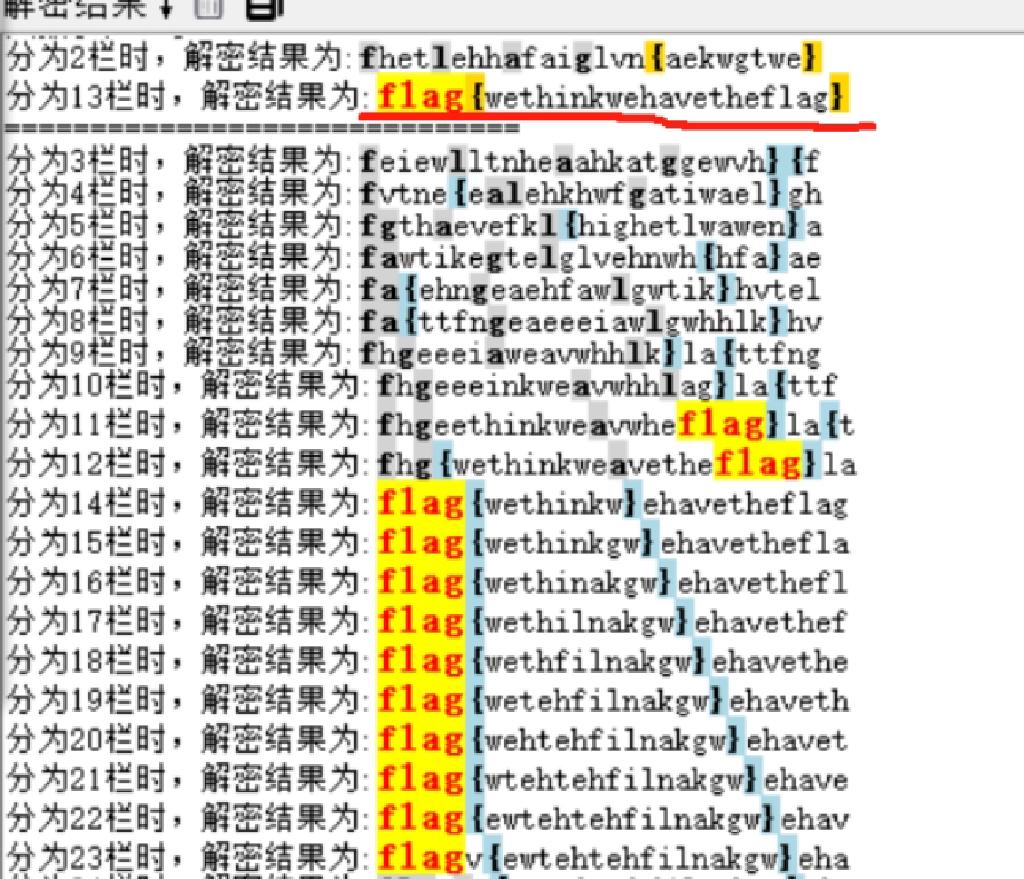 解密结果
分为2栏时，解密结果为:fhetlehhafaiglvn{aekwgtwe}
分为13栏时，解密结果为:flag{wethinkwehavetheflag}
==============================
分为3栏时，解密结果为:feiewlltnheaahkatggewvh}{f
分为4栏时，解密结果为:fvtne{ealehkhwfgatiwael}gh
分为5栏时，解密结果为:fgthaevefkl{highetlwawen}a
分为6栏时，解密结果为:fawtikegtelglvehnwh{hfa}ae
分为7栏时，解密结果为:fa{ehngeaehfawlgwtik}hvtel
分为8栏时，解密结果为:fa{ttfngeaeeeiawlgwhhlk}hv
分为9栏时，解密结果为:fhgeeeiaweavwhhlk}la{ttfng
分为10栏时，解密结果为:fhgeeeinkweavwhhlag}la{ttf
分为11栏时，解密结果为:fhgeethinkweavwheflag}la{t
分为12栏时，解密结果为:fhg{wethinkweavetheflag}la
分为14栏时，解密结果为:flag{wethinkw}ehavetheflag
分为15栏时，解密结果为:flag{wethinkgw}ehavethefla
分为16栏时，解密结果为:flag{wethinakgw}ehavethefl
分为17栏时，解密结果为:flag{wethilnakgw}ehavethef
分为18栏时，解密结果为:flag{wethfilnakgw}ehavethe
分为19栏时，解密结果为:flag{wetehfilnakgw}ehaveth
分为20栏时，解密结果为:flag{wehtehfilnakgw}ehavet
分为21栏时，解密结果为:flag{wtehtehfilnakgw}ehave
分为22栏时，解密结果为:flag{ewtehtehfilnakgw}ehav
分为23栏时，解密结果为:flagv{ewtehtehfilnakgw}eha